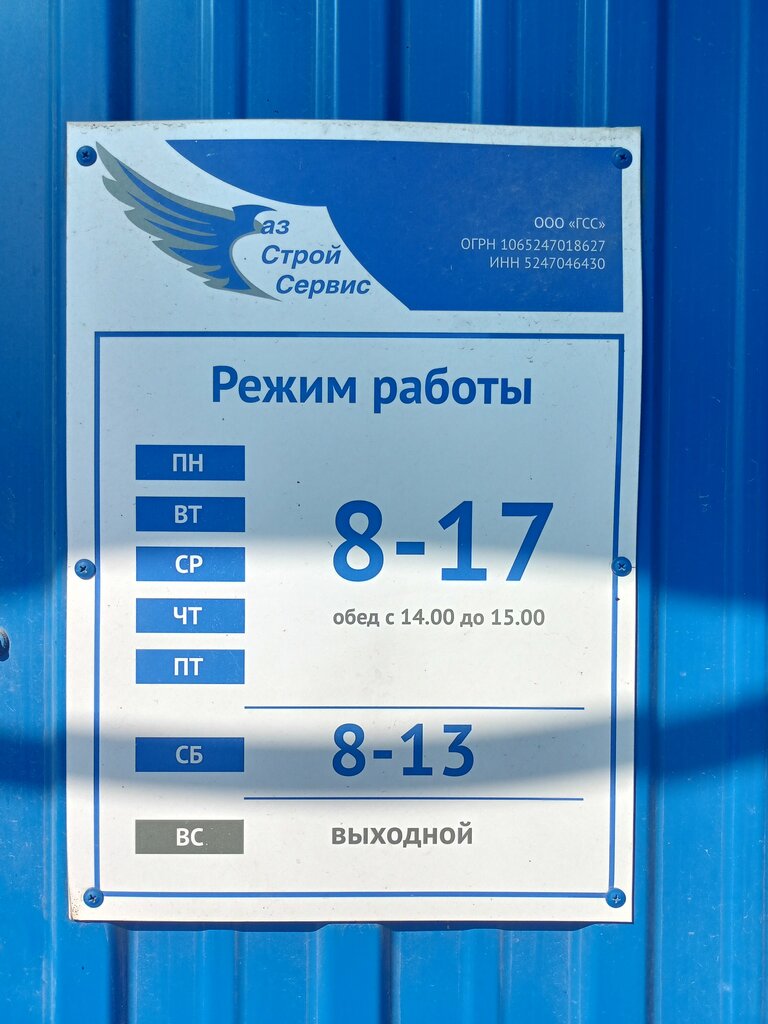 аз
Строй
Сервис
ООО «ГСС»
ОГРН 1065247018627
ИНН 5247046430
Режим работы
ПН
ВТ
СР
ЧТ
ПТ
8-17
обед с 14.00 до 15.00
СБ
8-13
ВС
выходной